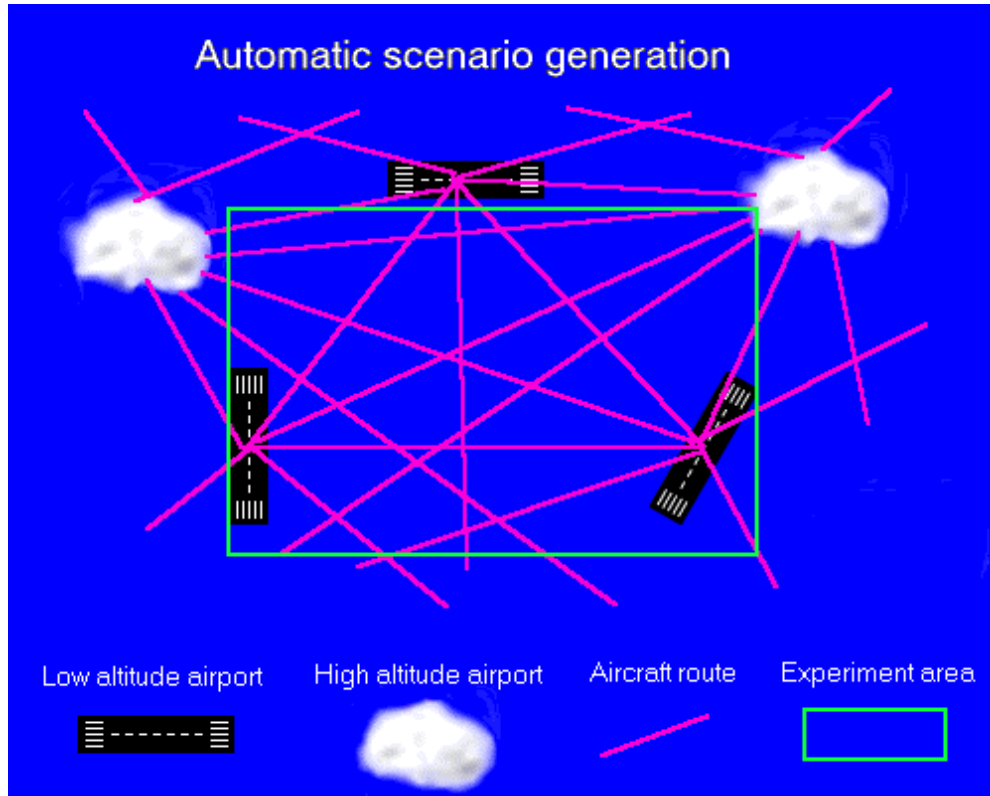 Automatic scenario generation
Low altitude airport
High altitude airport
Aircraft route
Experiment area